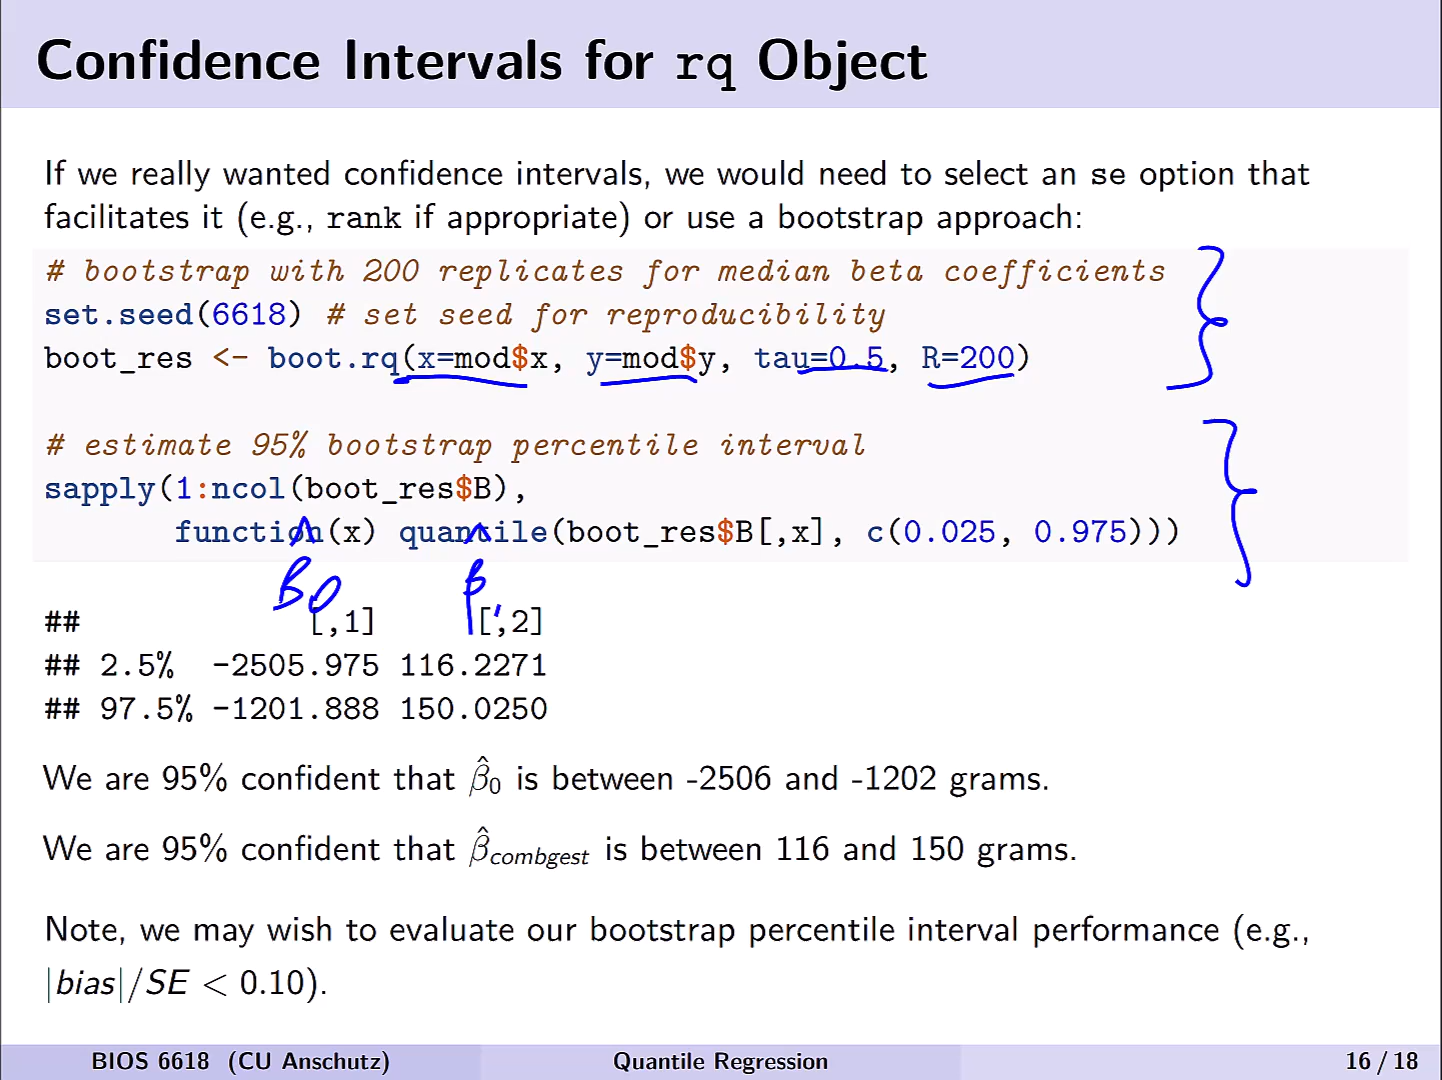 Confidence Intervals for rq Object
If we really wanted confidence intervals, we would need to select an se option that
facilitates it (e.g., rank if appropriate) or use a bootstrap approach:
# bootstrap with 200 replicates for median beta coefficients
set.seed(6618) # set seed for reproducibility
boot_res <- boot.rq(x=mod$x, y=mod$y, tau=0.5, R=200)
# estimate 95% bootstrap percentile interval
sapply(1:ncol(boot_res$B),
function(x) quantile(boot_res$B[,x], c(0.025, 0.975)))
β̂0 β̂1
## [,1] [,2]
## 2.5% -2505.975 116.2271
## 97.5% -1201.888 150.0250
We are 95% confident that β̂0 is between -2506 and -1202 grams.
We are 95% confident that β̂combgest is between 116 and 150 grams.
Note, we may wish to evaluate our bootstrap percentile interval performance (e.g.,
|bias|/SE < 0.10).
BIOS 6618 (CU Anschutz) Quantile Regression 16 / 18